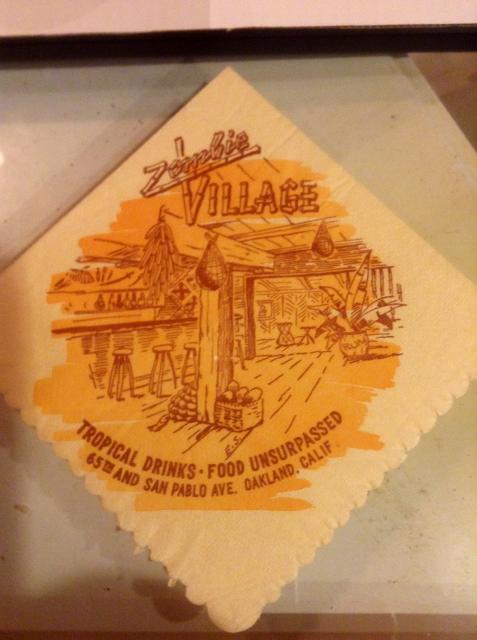 Zombie
VILLAGE
E.S.
TROPICAL DRINKS • FOOD UNSURPASSED
65TH AND SAN PABLO AVE. OAKLAND, CALIF.